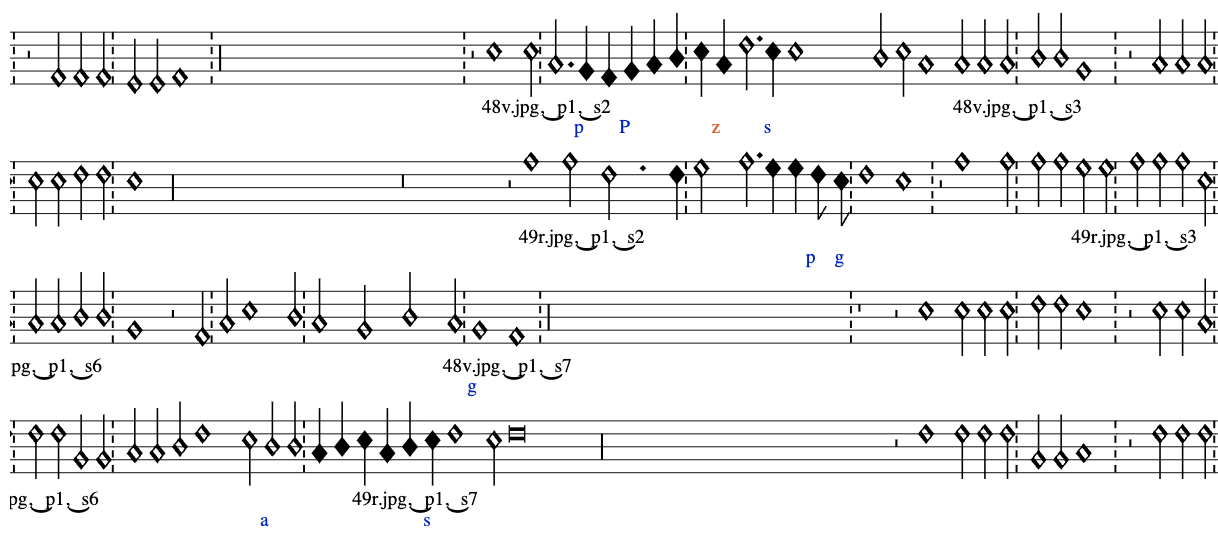 48v.jpg,‿p1,‿s2 48v.jpg,‿p1,‿s3
p P z s
49r.jpg,‿p1,‿s2 49r.jpg,‿p1,‿s3
p g
pg,‿p1,‿s6 48v.jpg,‿p1,‿s7
g
pg,‿p1,‿s6 49r.jpg,‿p1,‿s7
a s